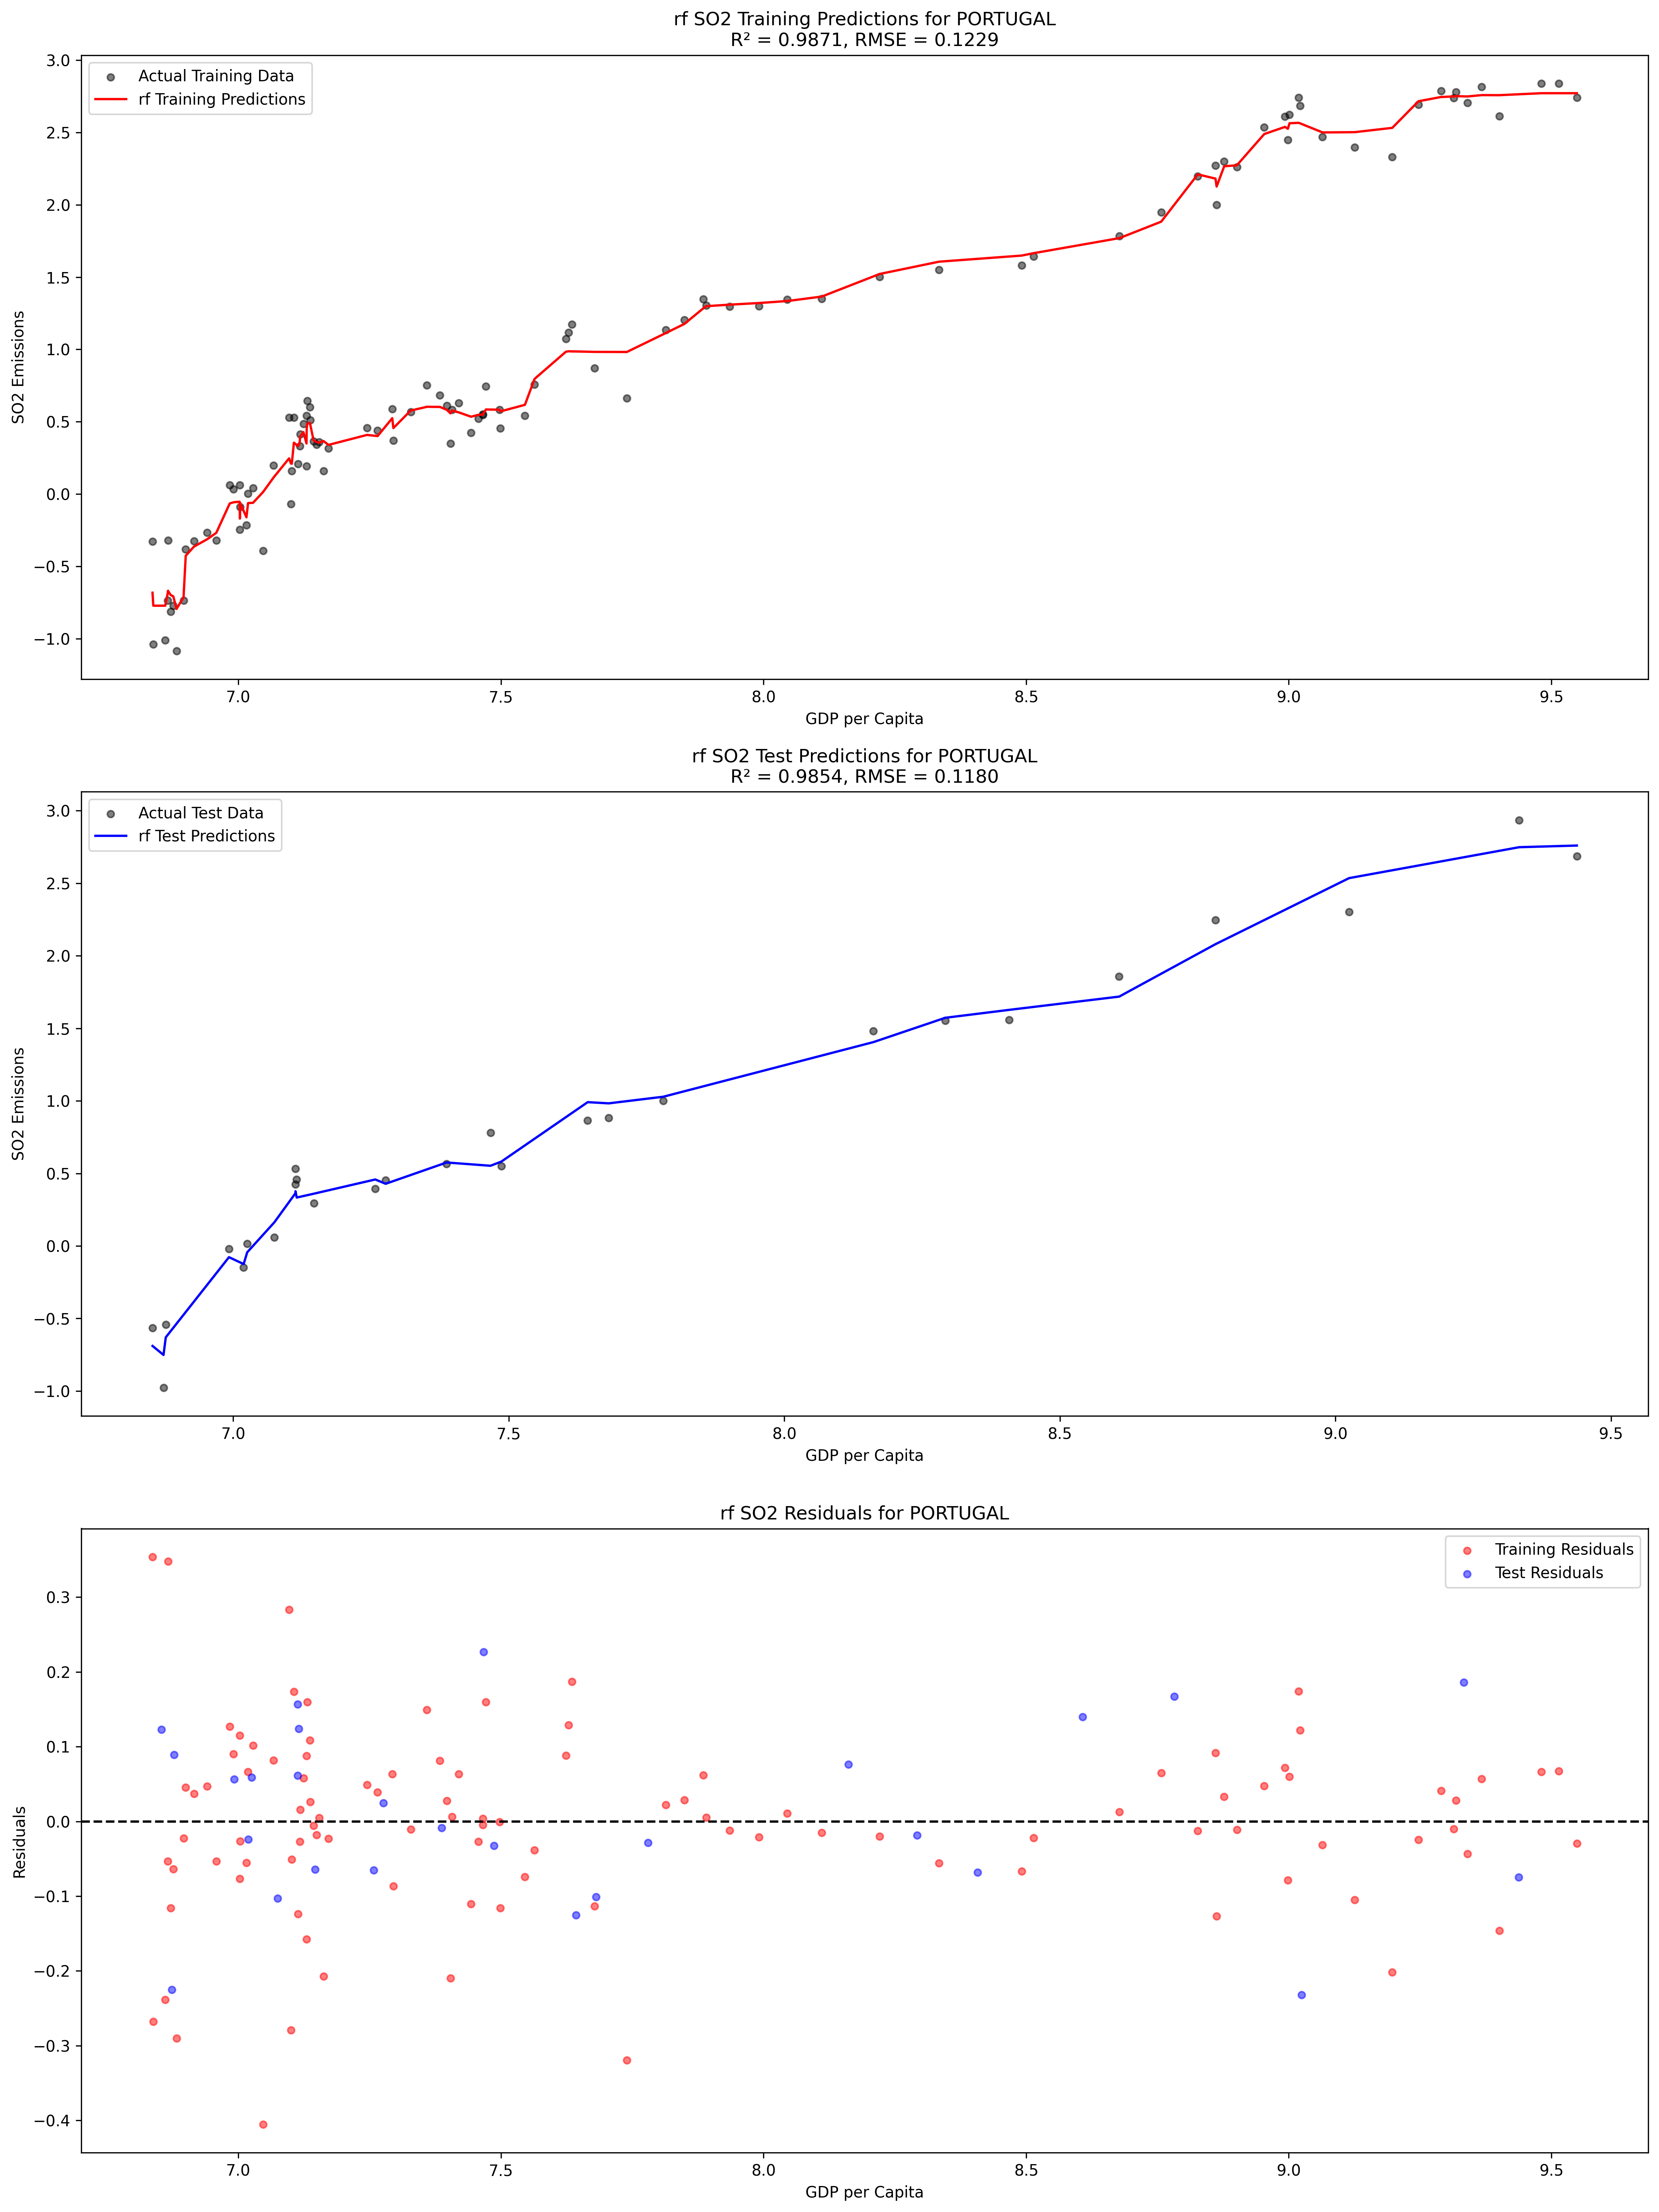 rf SO2 Training Predictions for PORTUGAL
R² = 0.9871, RMSE = 0.1229
Actual Training Data
rf Training Predictions
3.0
2.5
2.0
1.5
1.0
0.5
0.0
−0.5
−1.0
SO2 Emissions
7.0 7.5 8.0 8.5 9.0 9.5
GDP per Capita
rf SO2 Test Predictions for PORTUGAL
R² = 0.9854, RMSE = 0.1180
Actual Test Data
rf Test Predictions
3.0
2.5
2.0
1.5
1.0
0.5
0.0
−0.5
−1.0
SO2 Emissions
7.0 7.5 8.0 8.5 9.0 9.5
GDP per Capita
rf SO2 Residuals for PORTUGAL
Training Residuals
Test Residuals
0.3
0.2
0.1
0.0
−0.1
−0.2
−0.3
−0.4
Residuals
7.0 7.5 8.0 8.5 9.0 9.5
GDP per Capita